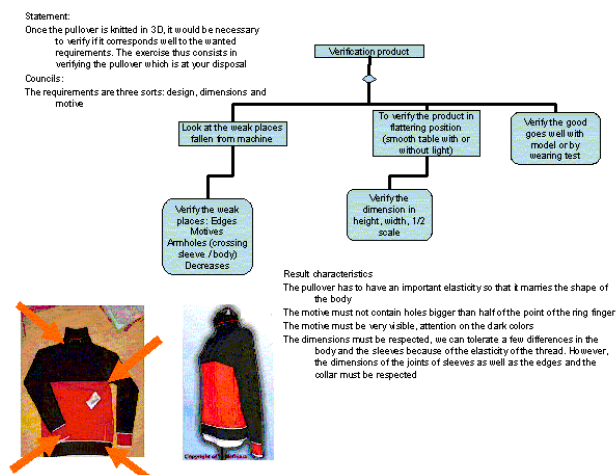 Statement:
Once the pullover is knitted in 3D, it would be necessary
to verify if it corresponds well to the wanted
requirements. The exercise thus consists in
verifying the pullover which is at your disposal
Councils:
The requirements are three sorts: design, dimensions and
motive
Verification product
Look at the weak places
fallen from machine
To verify the product in
flattering position
(smooth table with or
without light)
Verify the good
goes well with
model or by
wearing test
Verify the weak
places: Edges
Motives
Armholes (crossing
sleeve / body)
Decreases
Verify the
dimension in
height, width, 1/2
scale
Result characteristics
The pullover has to have an important elasticity so that it marries the shape of
the body
The motive must not contain holes bigger than half of the point of the ring finger
The motive must be very visible, attention on the dark colors
The dimensions must be respected, we can tolerate a few differences in the
body and the sleeves because of the elasticity of the thread. However,
the dimensions of the joints of sleeves as well as the edges and the
collar must be respected